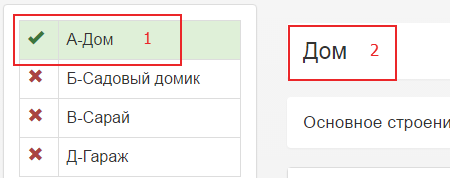 А-Дом 1
Б-Садовый домик
В-Сарай
Д-Гараж
Дом 2
Основное строени